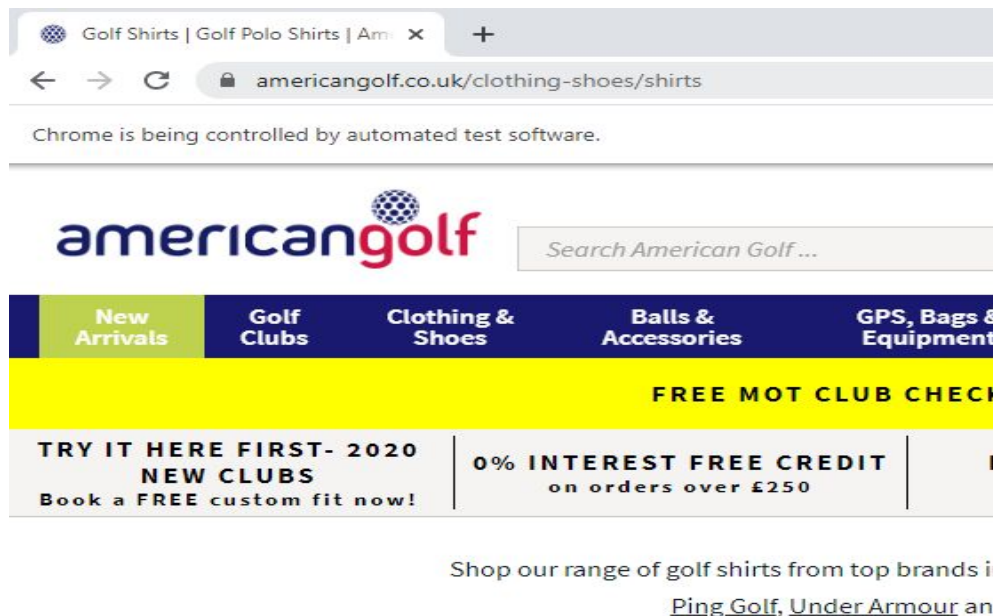 Golf Shirts | Golf Polo Shirts | Am
americangolf.co.uk/clothing-shoes/shirts
Chrome is being controlled by automated test software.
americangolf
Search American Golf ...
New Arrivals
Golf Clubs
Clothing & Shoes
Balls & Accessories
GPS, Bags & Equipment
FREE MOT CLUB CHECK
TRY IT HERE FIRST- 2020
NEW CLUBS
Book a FREE custom fit now!
0% INTEREST FREE CREDIT
on orders over £250
Shop our range of golf shirts from top brands i
Ping Golf, Under Armour an